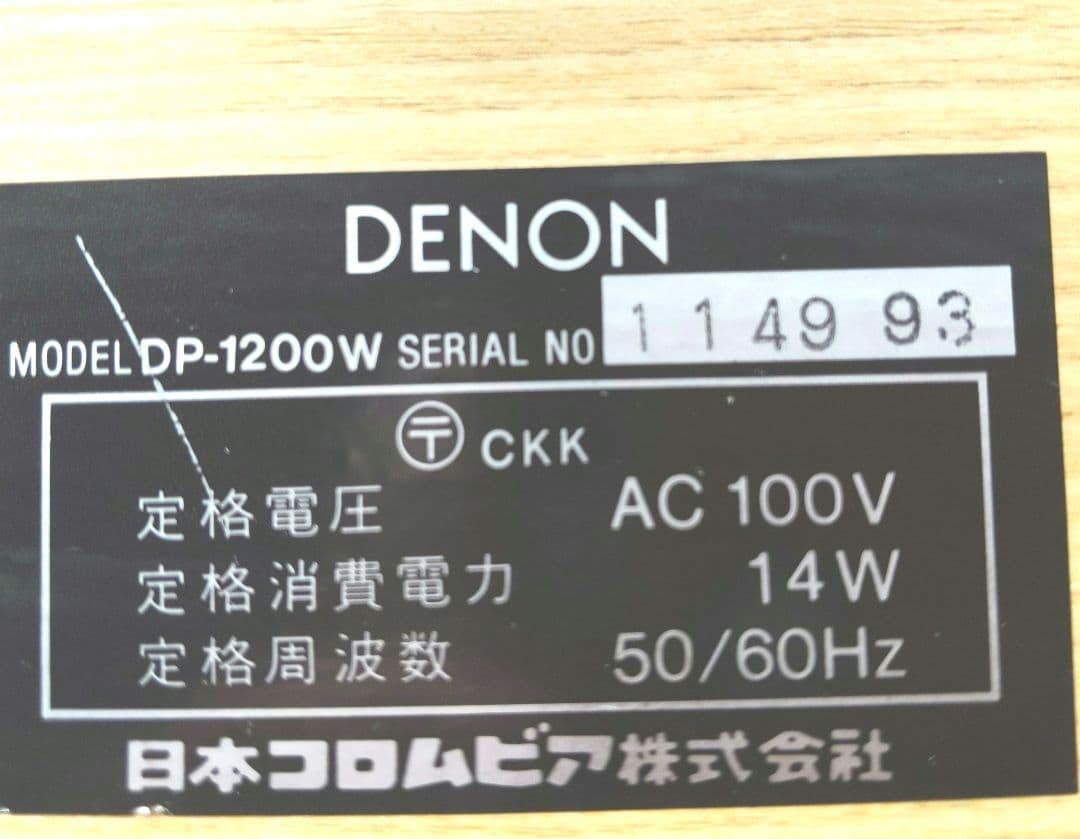 DENON
MODEL DP-1200W SERIAL NO 1 1 49 93
〒 CKK
定格電圧 AC 100V
定格消費電力 14W
定格周波数 50/60Hz
日本コロムビア株式会社